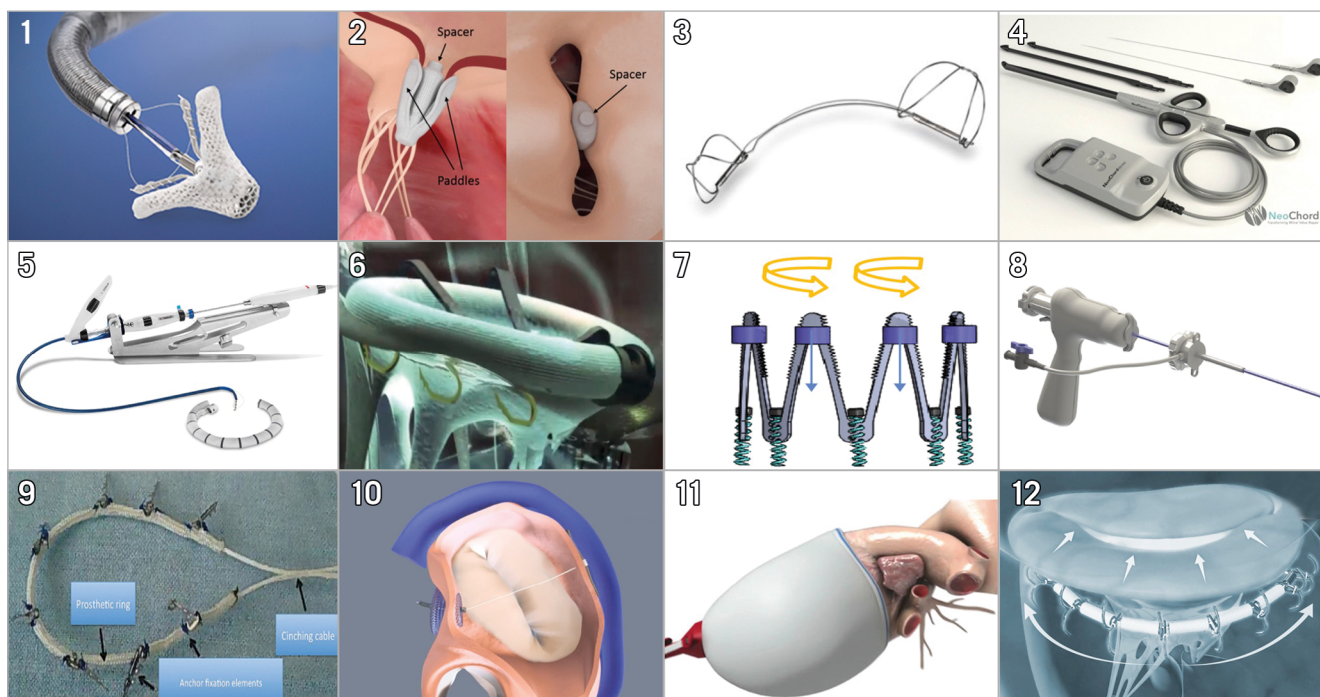 1
2
Spacer
Spacer
Paddles
3
4
NeoChord
NeoChord
5
6
7
8
9
Prosthetic ring
Cinching cable
Anchor fixation elements
10
11
12